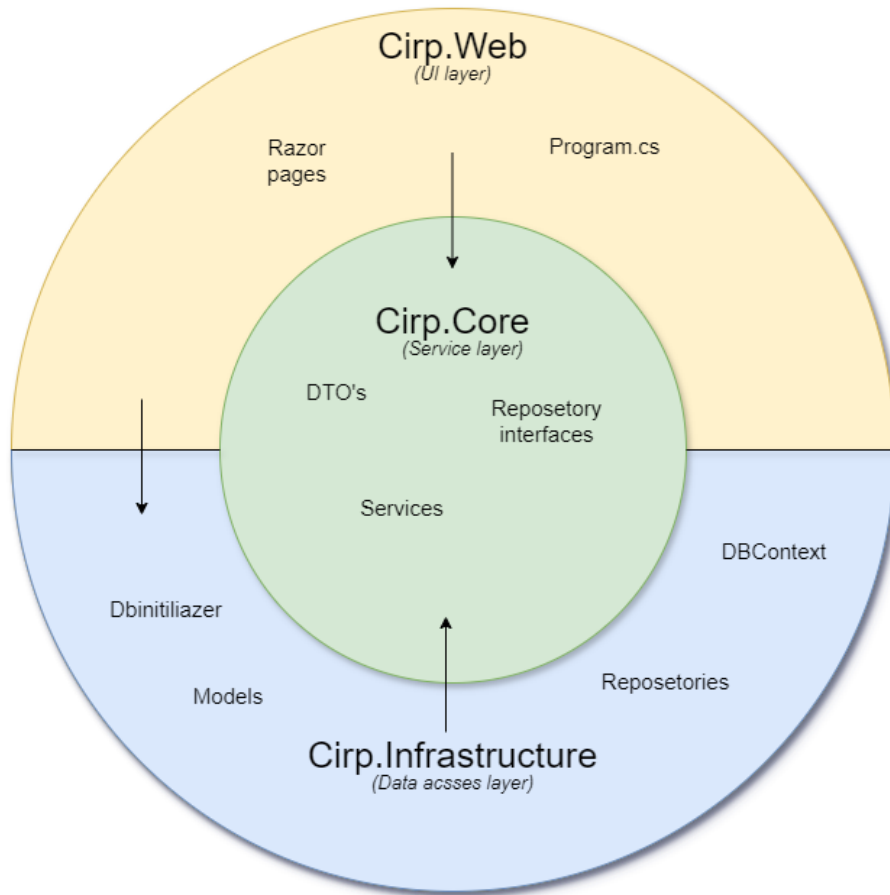 Cirp.Web
(UI layer)
Razor
pages
Program.cs
Cirp.Core
(Service layer)
DTO's
Reposetory
interfaces
Services
DBContext
Dbinitiliazer
Models
Reposetories
Cirp.Infrastructure
(Data acsses layer)